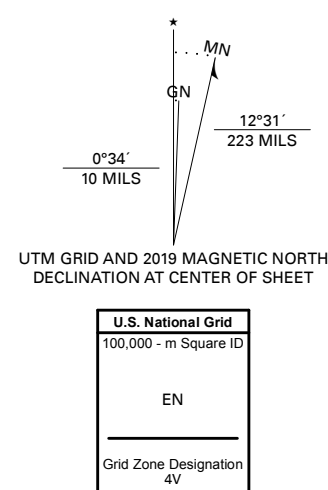 ★
MN
GN
12°31´
223 MILS
0°34´
10 MILS
UTM GRID AND 2019 MAGNETIC NORTH
DECLINATION AT CENTER OF SHEET
U.S. National Grid
100,000 - m Square ID
EN
Grid Zone Designation
4V